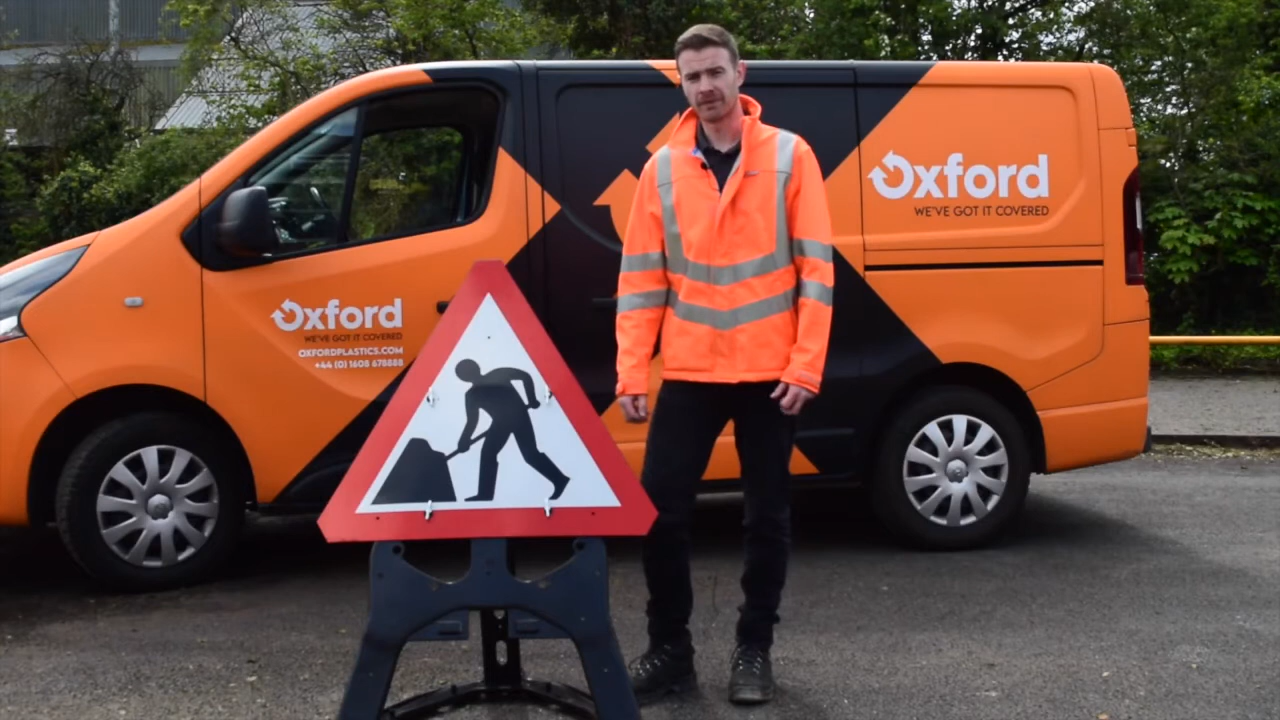 Oxford
WE'VE GOT IT COVERED
Oxford
WE'VE GOT IT COVERED
OXFORDPLASTICS.COM
+44 (0) 1608 678888